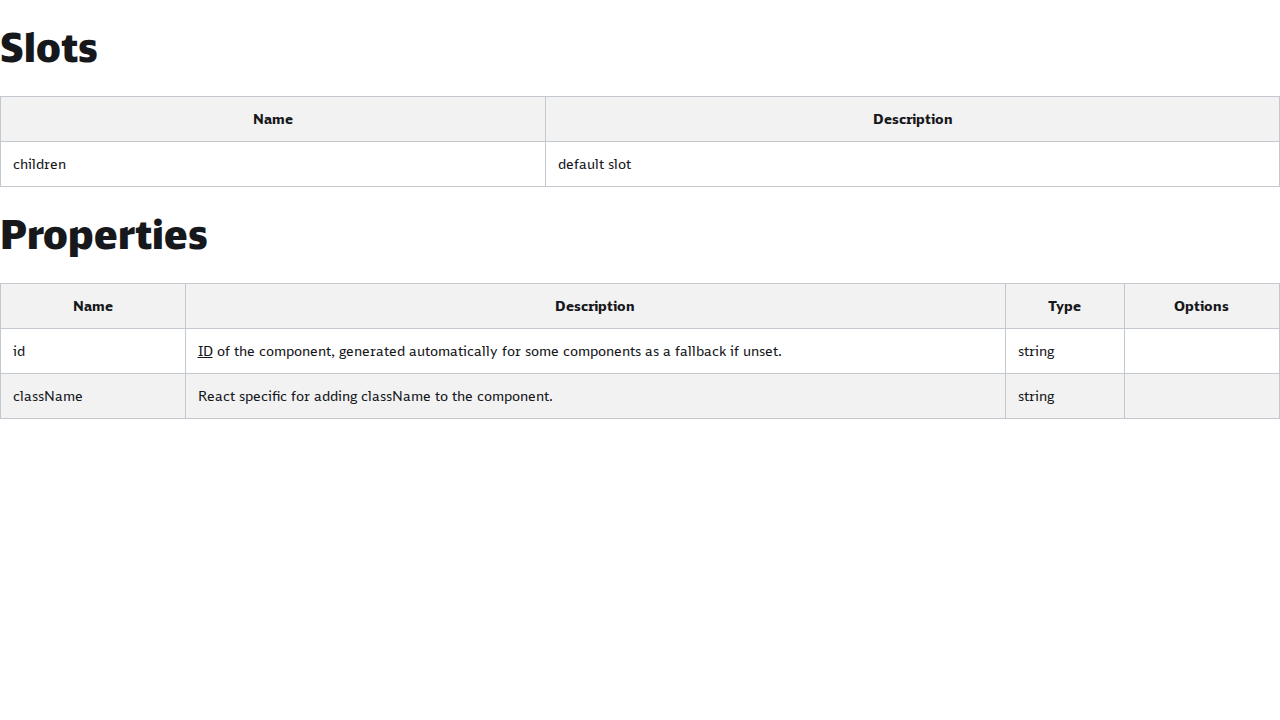 Slots
Name Description
children default slot
Properties
Name Description Type Options
id ID of the component, generated automatically for some components as a fallback if unset. string
className React specific for adding className to the component. string